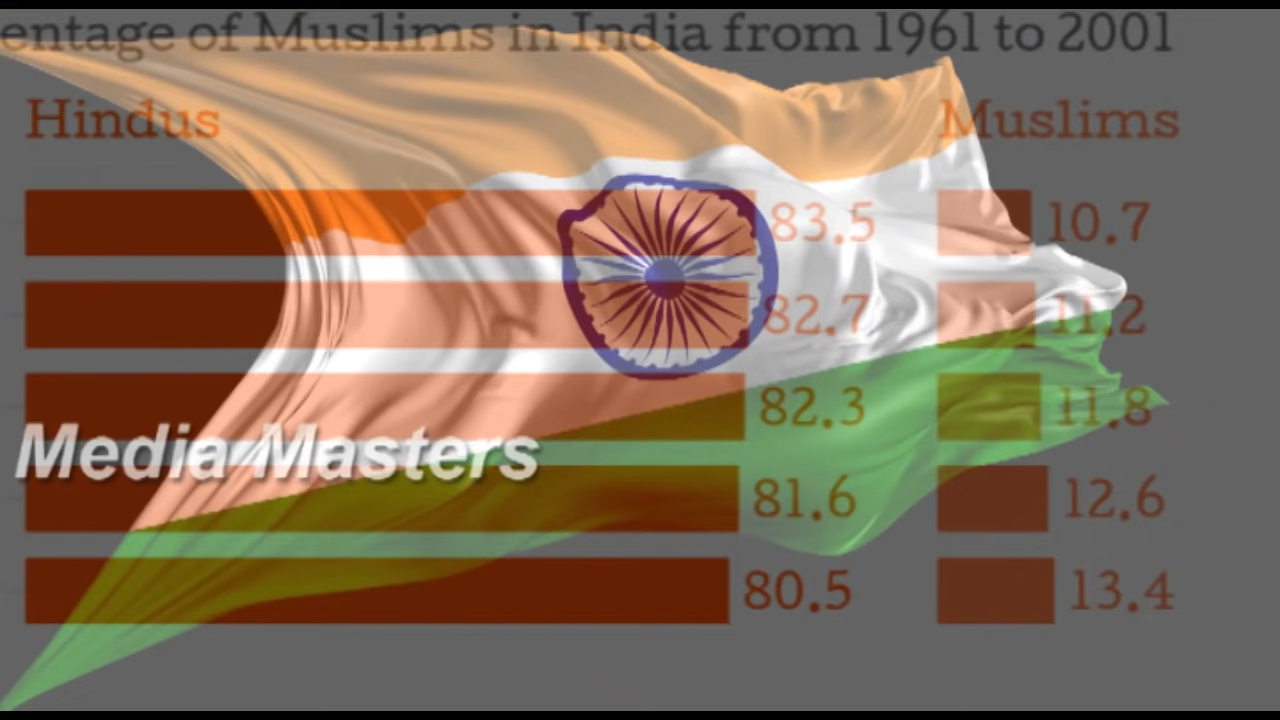 entage of Muslims in India from 1961 to 2001
Hindus Muslims
83.5 10.7
82.7 11.2
82.3 11.8
Media Masters
81.6 12.6
80.5 13.4